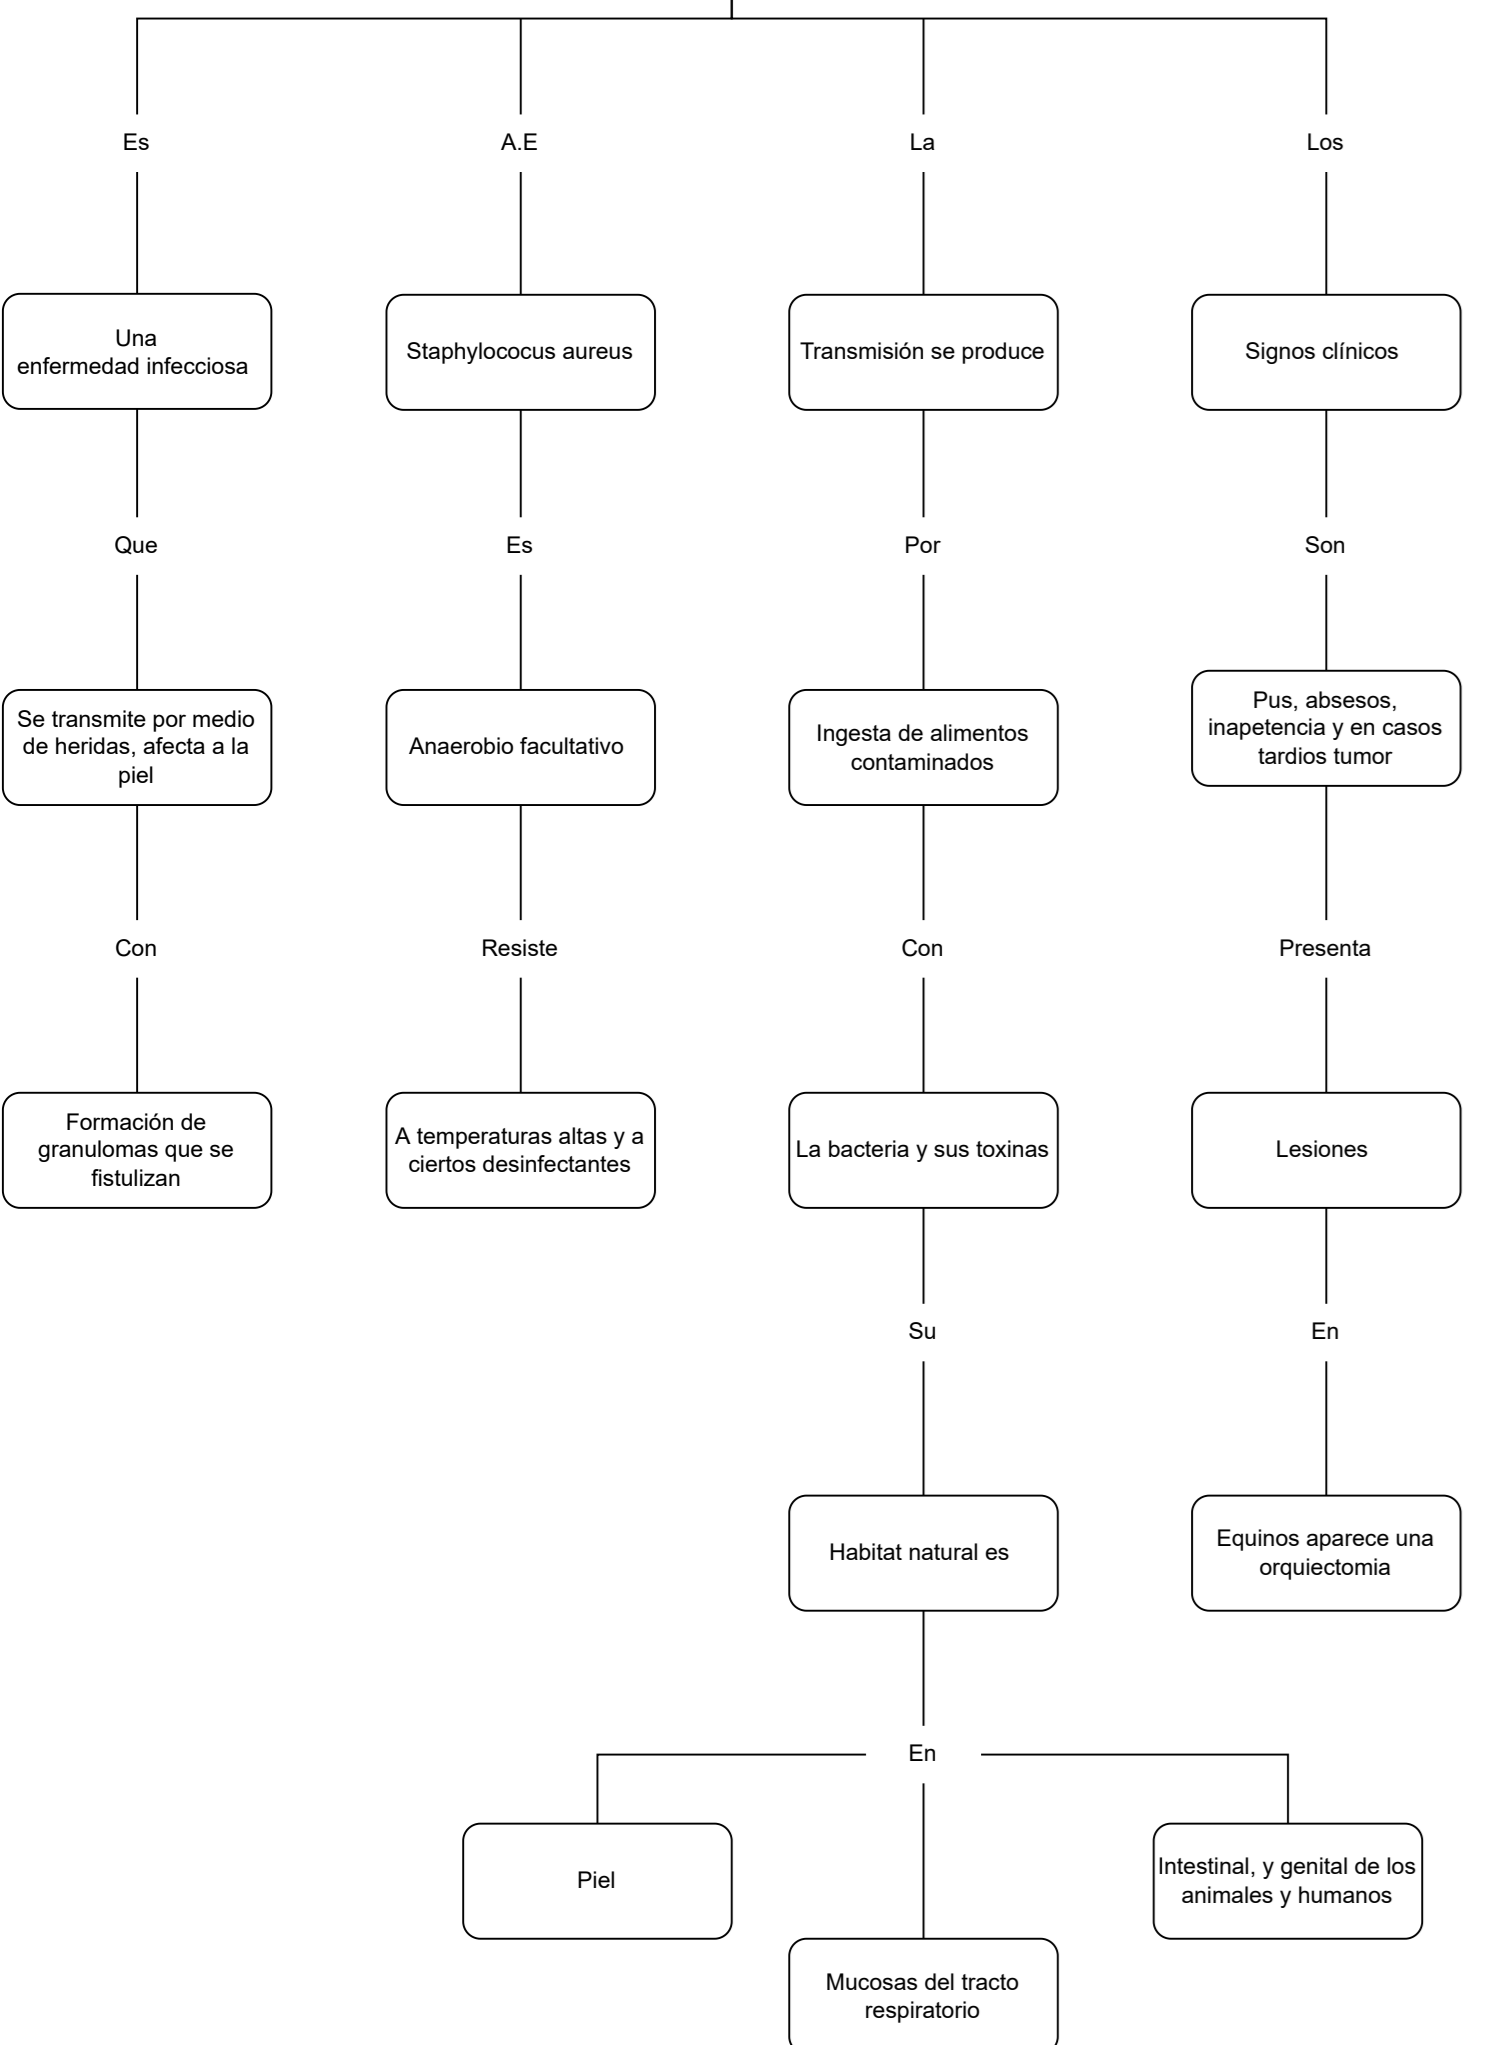 Es
A.E
La
Los
Una
enfermedad infecciosa
Staphylococus aureus
Transmisión se produce
Signos clínicos
Que
Es
Por
Son
Se transmite por medio
de heridas, afecta a la
piel
Anaerobio facultativo
Ingesta de alimentos
contaminados
Pus, absesos,
inapetencia y en casos
tardios tumor
Con
Resiste
Con
Presenta
Formación de
granulomas que se
fistulizan
A temperaturas altas y a
ciertos desinfectantes
La bacteria y sus toxinas
Lesiones
Su
En
Habitat natural es
Equinos aparece una
orquiectomia
En
Piel
Intestinal, y genital de los
animales y humanos
Mucosas del tracto
respiratorio